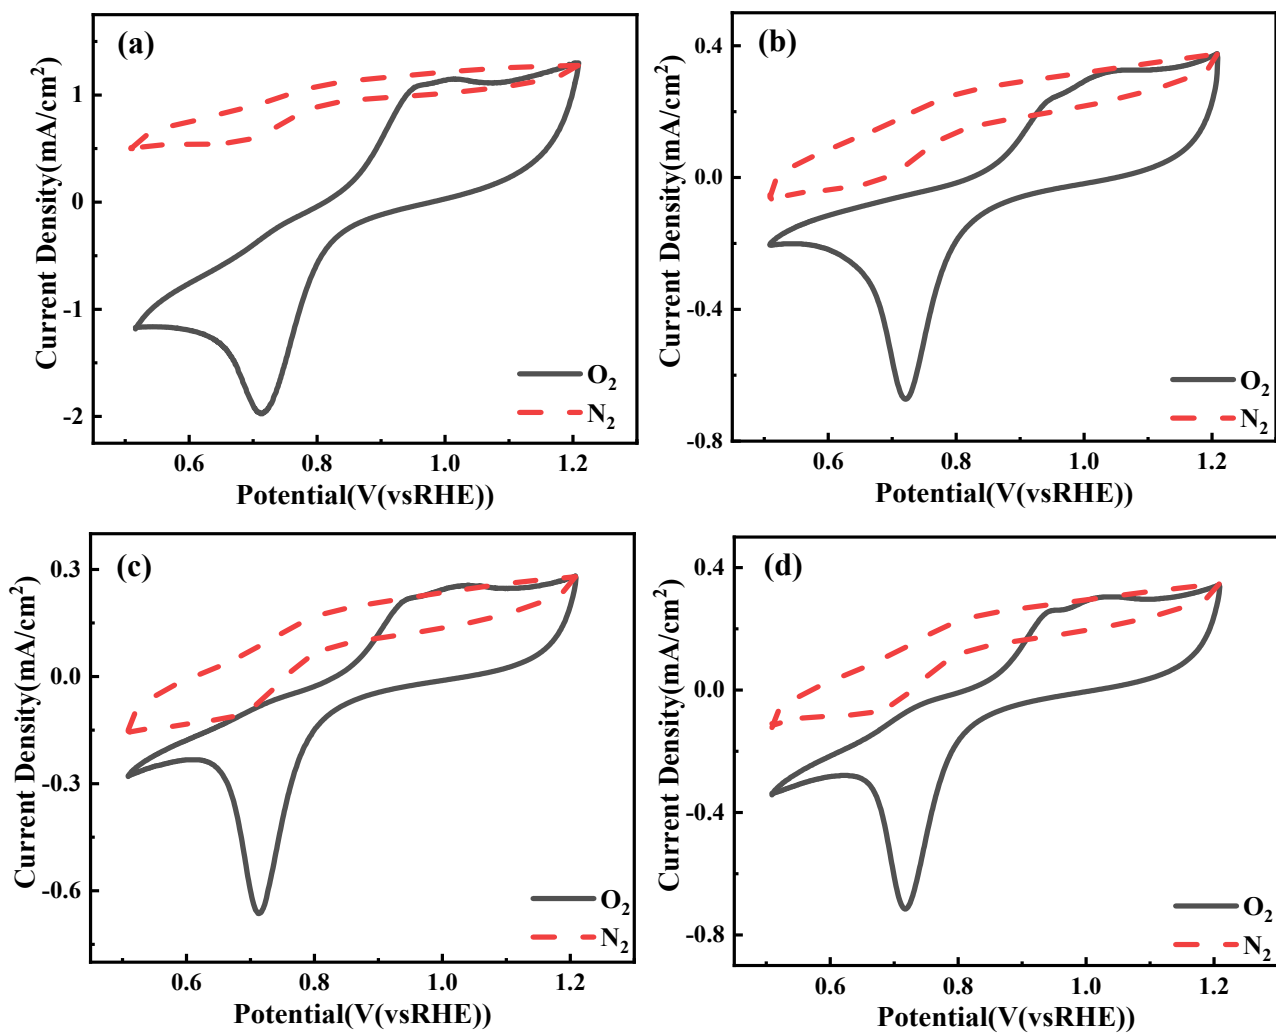 (a)
Current Density(mA/cm²)
1
0
-1
-2
0.6 0.8 1.0 1.2
Potential(V(vsRHE))
O₂
N₂
(b)
Current Density(mA/cm²)
0.4
0.0
-0.4
-0.8
0.6 0.8 1.0 1.2
Potential(V(vsRHE))
O₂
N₂
(c)
Current Density(mA/cm²)
0.3
0.0
-0.3
-0.6
0.6 0.8 1.0 1.2
Potential(V(vsRHE))
O₂
N₂
(d)
Current Density(mA/cm²)
0.4
0.0
-0.4
-0.8
0.6 0.8 1.0 1.2
Potential(V(vsRHE))
O₂
N₂